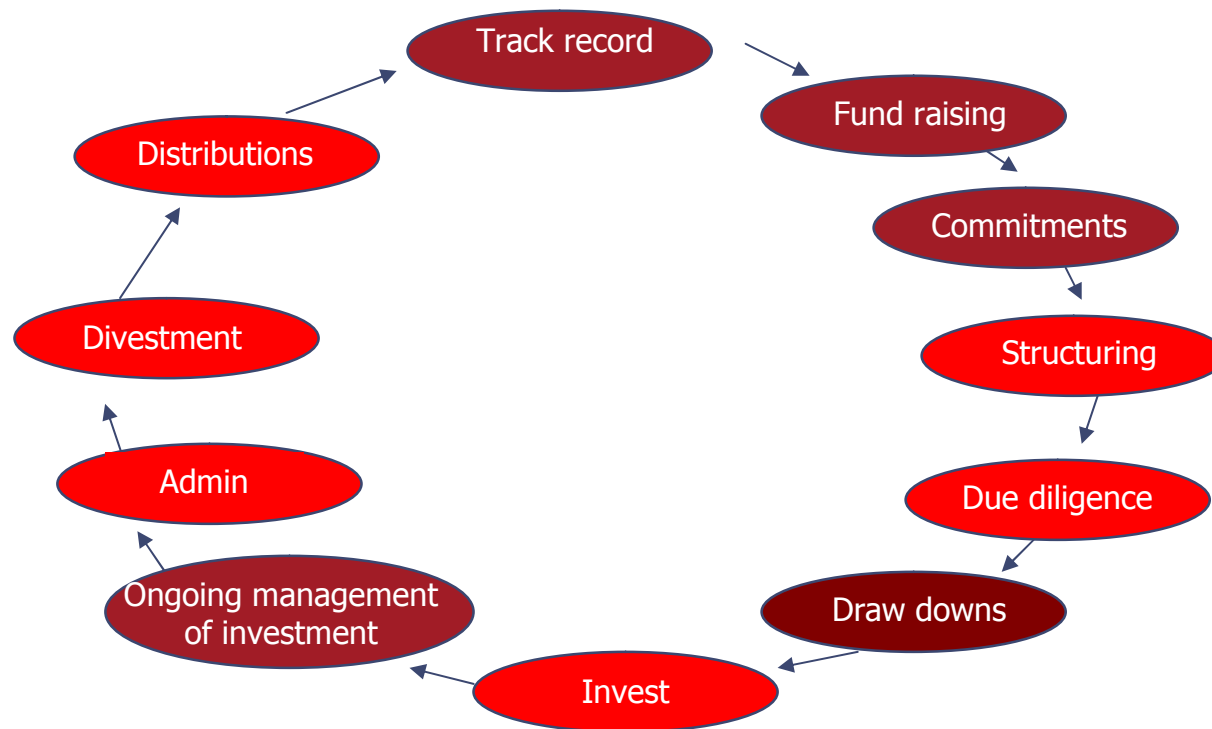 Track record
Fund raising
Commitments
Structuring
Due diligence
Draw downs
Invest
Ongoing management
of investment
Admin
Divestment
Distributions